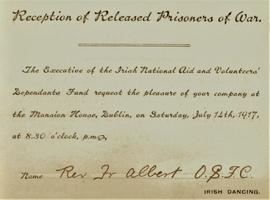 Reception of Released Prisoners of War.
The Executive of the Irish National Aid and Volunteers'
Dependants Fund request the pleasure of your company at
the Mansion House, Dublin, on Saturday, July 14th, 1917,
at 8.30 o'clock, p.m.
Name Rev Fr Albert O.S.F.C.
IRISH DANCING.